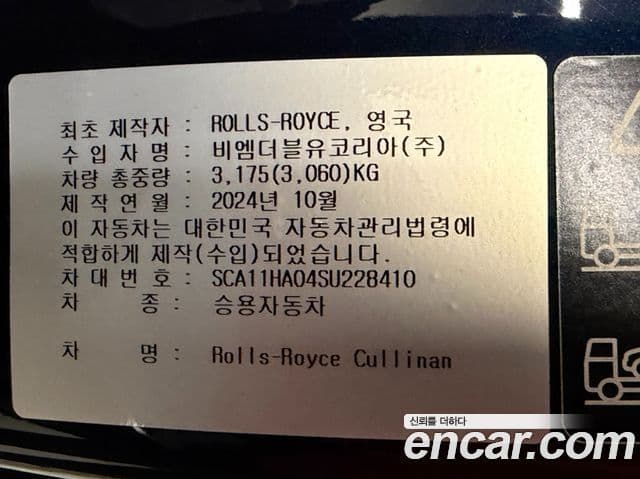 최초 제작자 : ROLLS-ROYCE, 영국
수 입 자 명 : 비엠더블유코리아(주)
차량 총중량 : 3,175(3,060)KG
제 작 연 월 : 2024년 10월
이 자동차는 대한민국 자동차관리법령에
적합하게 제작(수입)되었습니다.
차 대 번 호 : SCA11HA04SU228410
차 종 : 승용자동차
차 명 : Rolls-Royce Cullinan
신뢰를 더하다
encar.com